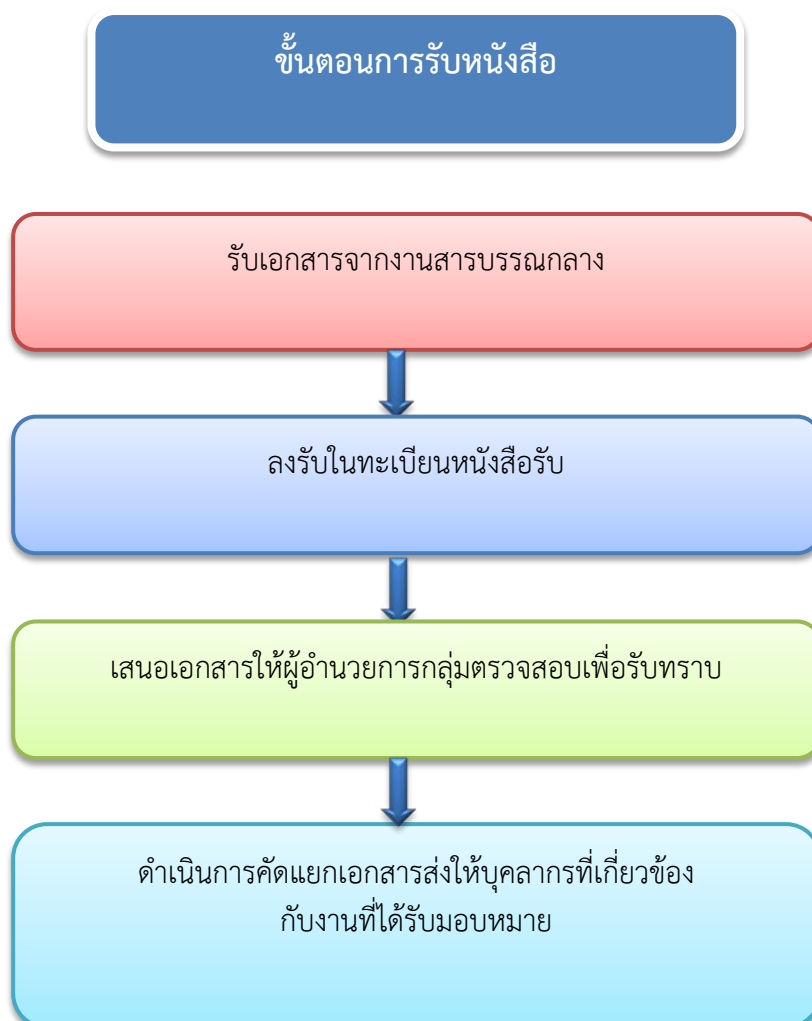 ขั้นตอนการรับหนังสือ
รับเอกสารจากงานสารบรรณกลาง
ลงรับในทะเบียนหนังสือรับ
เสนอเอกสารให้ผู้อำนวยการกลุ่มตรวจสอบเพื่อรับทราบ
ดำเนินการคัดแยกเอกสารส่งให้บุคลากรที่เกี่ยวข้อง
กับงานที่ได้รับมอบหมาย